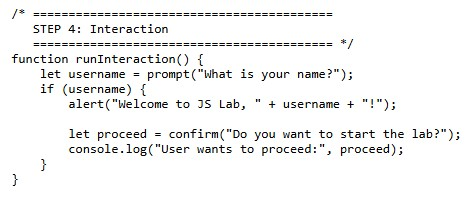 /* ==========================================
   STEP 4: Interaction
   ========================================== */
function runInteraction() {
    let username = prompt("What is your name?");
    if (username) {
        alert("Welcome to JS Lab, " + username + "!");

        let proceed = confirm("Do you want to start the lab?");
        console.log("User wants to proceed:", proceed);
    }
}